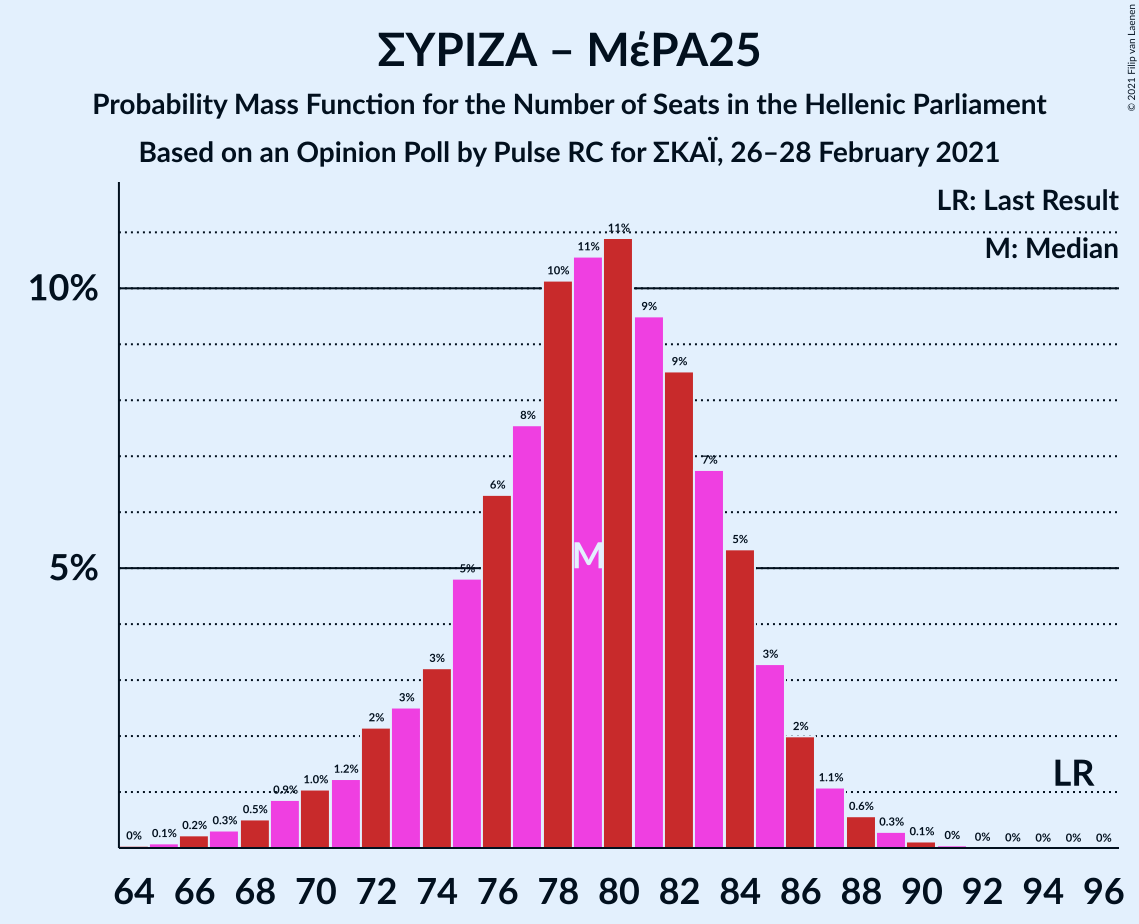 ΣΥΡΙΖΑ – ΜέΡΑ25
Probability Mass Function for the Number of Seats in the Hellenic Parliament
Based on an Opinion Poll by Pulse RC for ΣΚΑΪ, 26–28 February 2021
© 2021 Filip van Laenen
LR: Last Result
M: Median
10%
5%
0% 0.1% 0.2% 0.3% 0.5% 0.9% 1.0% 1.2% 2% 3% 3% 5% 6% 8% 10% 11% 11% 9% 9% 7% 5% 3% 2% 1.1% 0.6% 0.3% 0.1% 0% 0% 0% 0% 0% 0%
M
LR
64 66 68 70 72 74 76 78 80 82 84 86 88 90 92 94 96